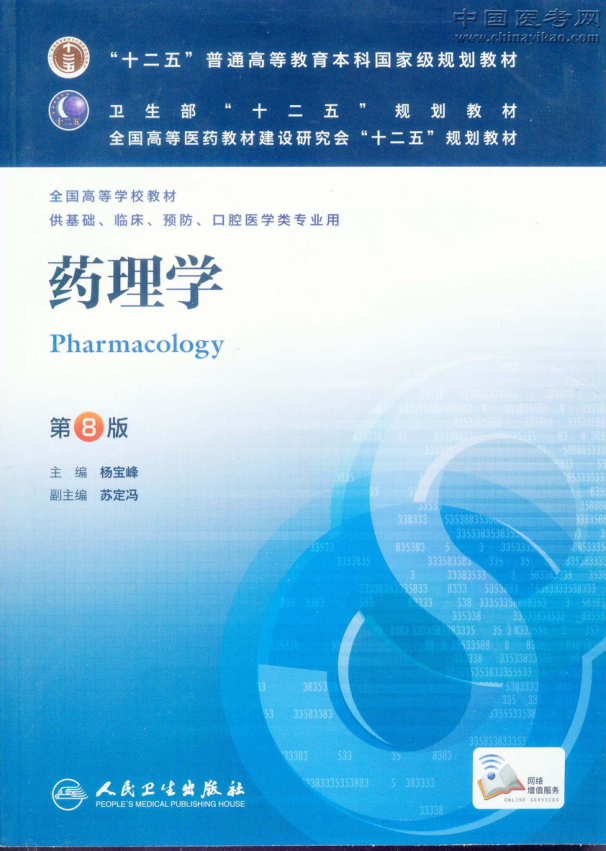 中国医考网
www.chinayikao.com
“十二五”普通高等教育本科国家级规划教材
十二五
卫生部“十二五”规划教材
全国高等医药教材建设研究会“十二五”规划教材
全国高等学校教材
供基础、临床、预防、口腔医学类专业用
药理学
Pharmacology
第8版
主 编 杨宝峰
副主编 苏定冯
人民卫生出版社
PEOPLE'S MEDICAL PUBLISHING HOUSE
网络
增值服务
ONLINE SERVICES